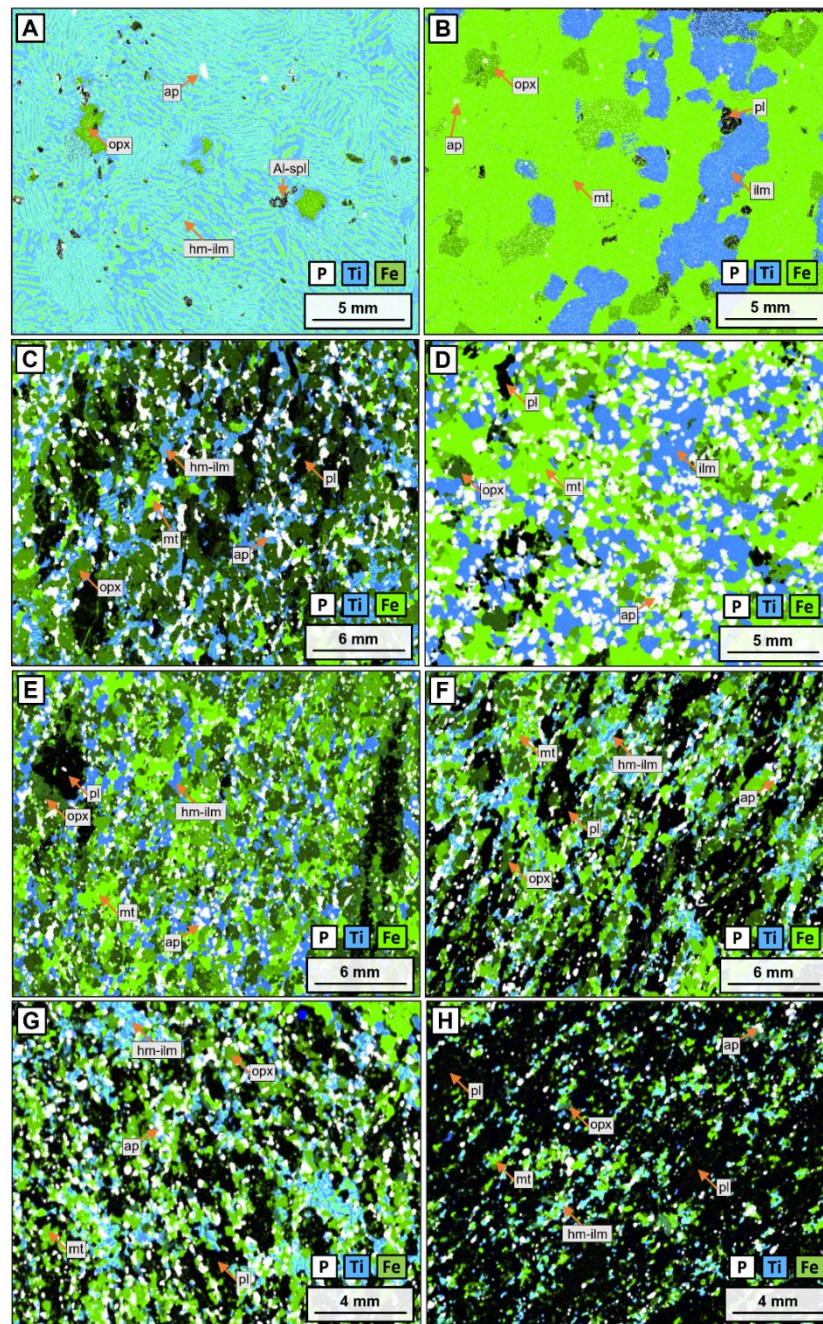 A
ap
opx
Al-spl
hm-ilm
P Ti Fe
5 mm
B
opx
pl
ap
mt
ilm
P Ti Fe
5 mm
C
hm-ilm
pl
mt
ap
opx
P Ti Fe
6 mm
D
pl
ilm
opx
mt
ap
P Ti Fe
5 mm
E
pl
hm-ilm
opx
mt
ap
P Ti Fe
6 mm
F
mt
hm-ilm
ap
pl
opx
P Ti Fe
6 mm
G
hm-ilm
opx
ap
mt
pl
P Ti Fe
4 mm
H
ap
pl
opx
mt
pl
hm-ilm
P Ti Fe
4 mm